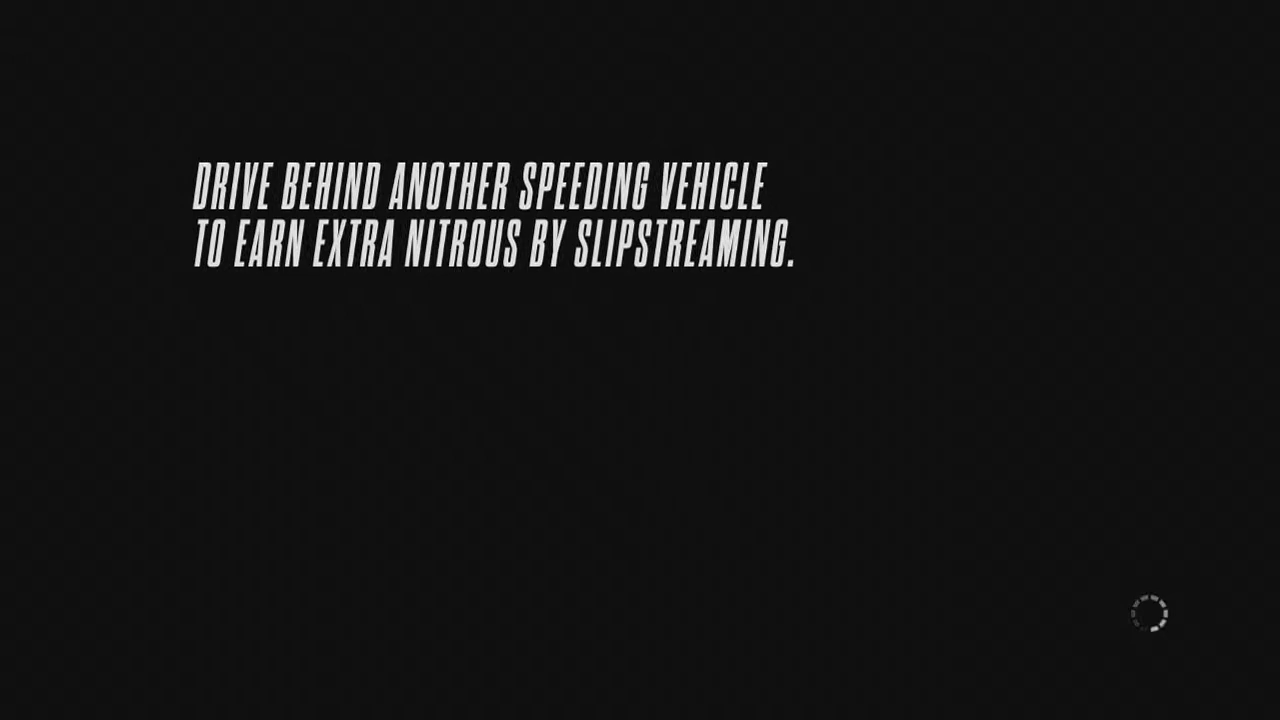 DRIVE BEHIND ANOTHER SPEEDING VEHICLE
TO EARN EXTRA NITROUS BY SLIPSTREAMING.